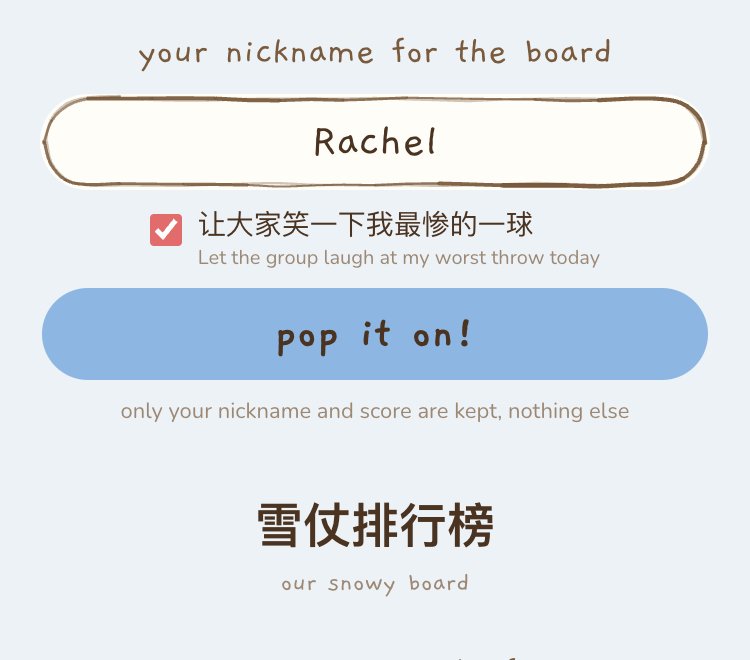 your nickname for the board
Rachel
让大家笑一下我最惨的一球
Let the group laugh at my worst throw today
pop it on!
only your nickname and score are kept, nothing else
雪仗排行榜
our snowy board